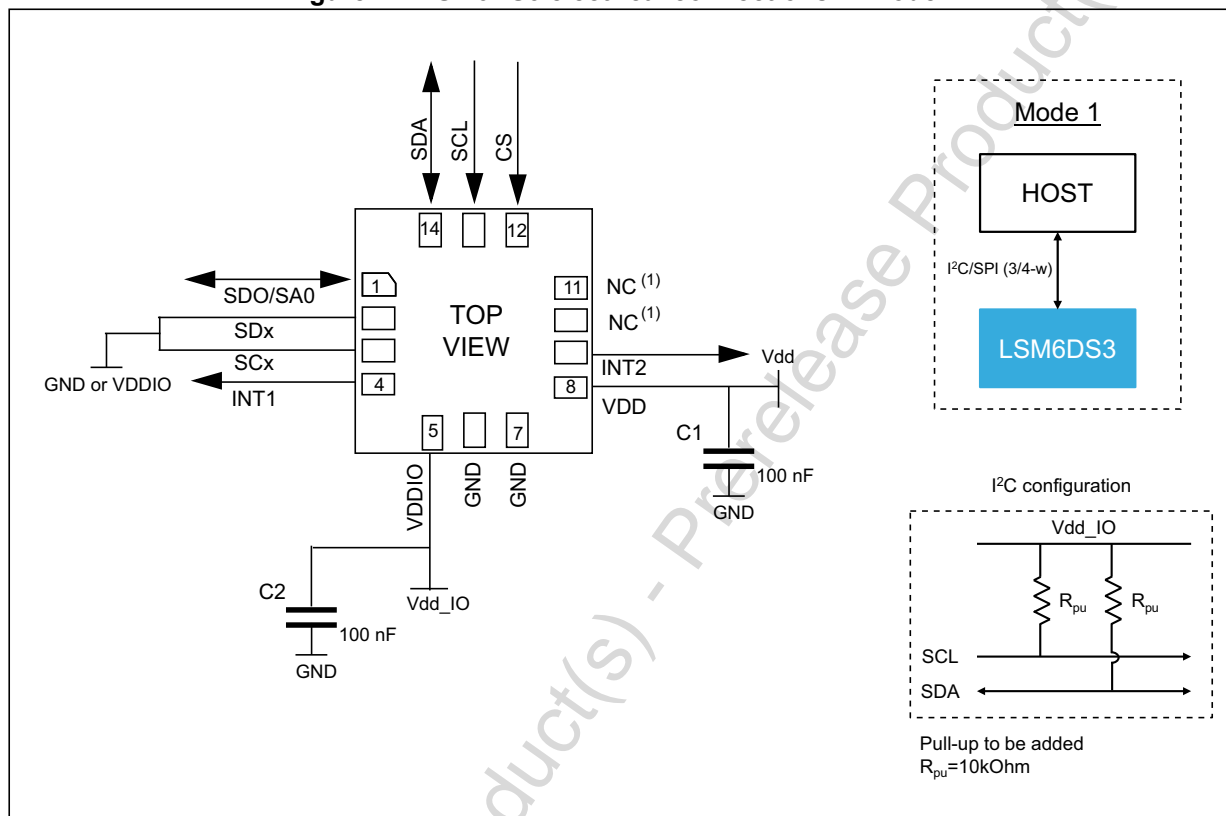 SDA
SCL
CS
14
12
1
11
NC (1)
SDO/SA0
NC (1)
TOP
VIEW
SDx
SCx
GND or VDDIO
INT1
4
INT2
Vdd
8
VDD
5
7
VDDIO
GND
GND
C1
100 nF
GND
C2
100 nF
GND
Vdd_IO
Mode 1
HOST
I²C/SPI (3/4-w)
LSM6DS3
I²C configuration
Vdd_IO
Rpu
Rpu
SCL
SDA
Pull-up to be added
Rpu=10kOhm
duct(s) - Prerelease Product(